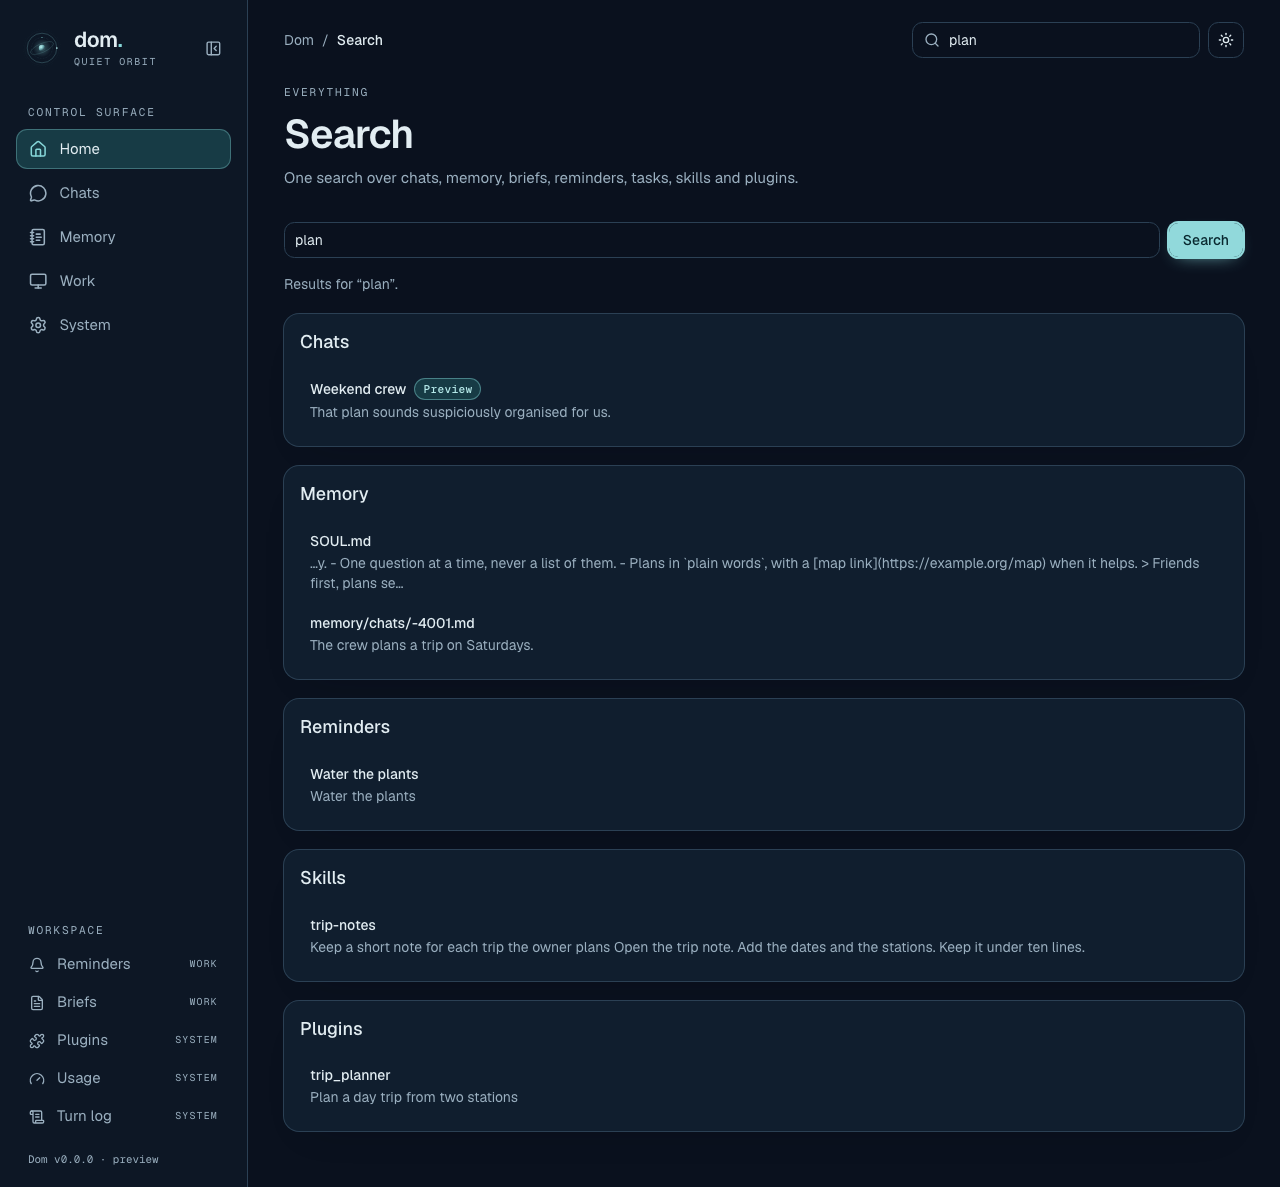 dom.
QUIET ORBIT
CONTROL SURFACE
Home
Chats
Memory
Work
System
WORKSPACE
Reminders WORK
Briefs WORK
Plugins SYSTEM
Usage SYSTEM
Turn log SYSTEM
Dom v0.0.0 · preview
Dom / Search
plan
EVERYTHING
Search
One search over chats, memory, briefs, reminders, tasks, skills and plugins.
plan
Search
Results for “plan”.
Chats
Weekend crew Preview
That plan sounds suspiciously organised for us.
Memory
SOUL.md
…y. - One question at a time, never a list of them. - Plans in `plain words`, with a [map link](https://example.org/map) when it helps. > Friends
first, plans se…
memory/chats/-4001.md
The crew plans a trip on Saturdays.
Reminders
Water the plants
Water the plants
Skills
trip-notes
Keep a short note for each trip the owner plans Open the trip note. Add the dates and the stations. Keep it under ten lines.
Plugins
trip_planner
Plan a day trip from two stations